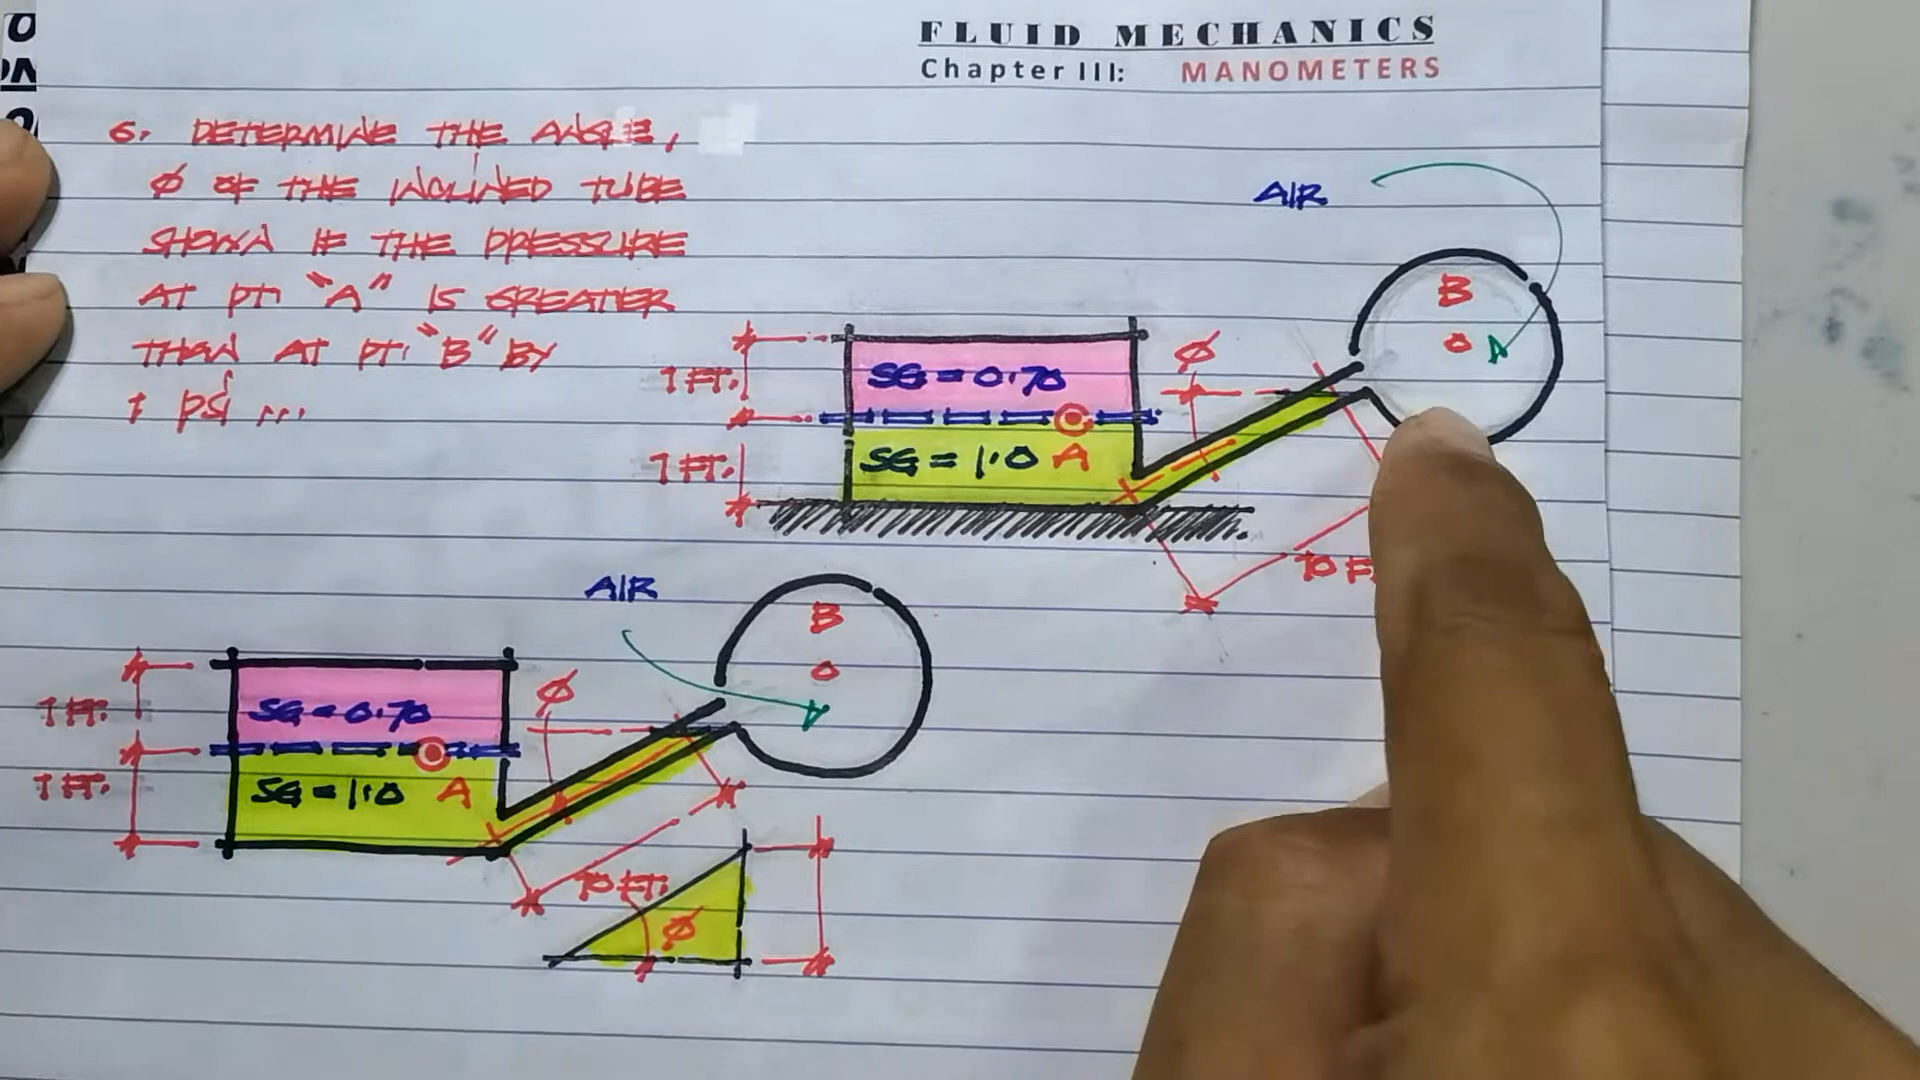 FLUID MECHANICS
Chapter III: MANOMETERS
6. DETERMINE THE ANGLE,
Ø OF THE INCLINED TUBE
SHOWN IF THE PRESSURE
AT PT. "A" IS GREATER
THAN AT PT. "B" BY
1 PSI ...
AIR
B
Ø
1 FT.
SG = 0.70
1 FT.
SG = 1.0 A
10 F
AIR
B
Ø
1 FT.
SG = 0.70
1 FT.
SG = 1.0 A
10 FT.
Ø